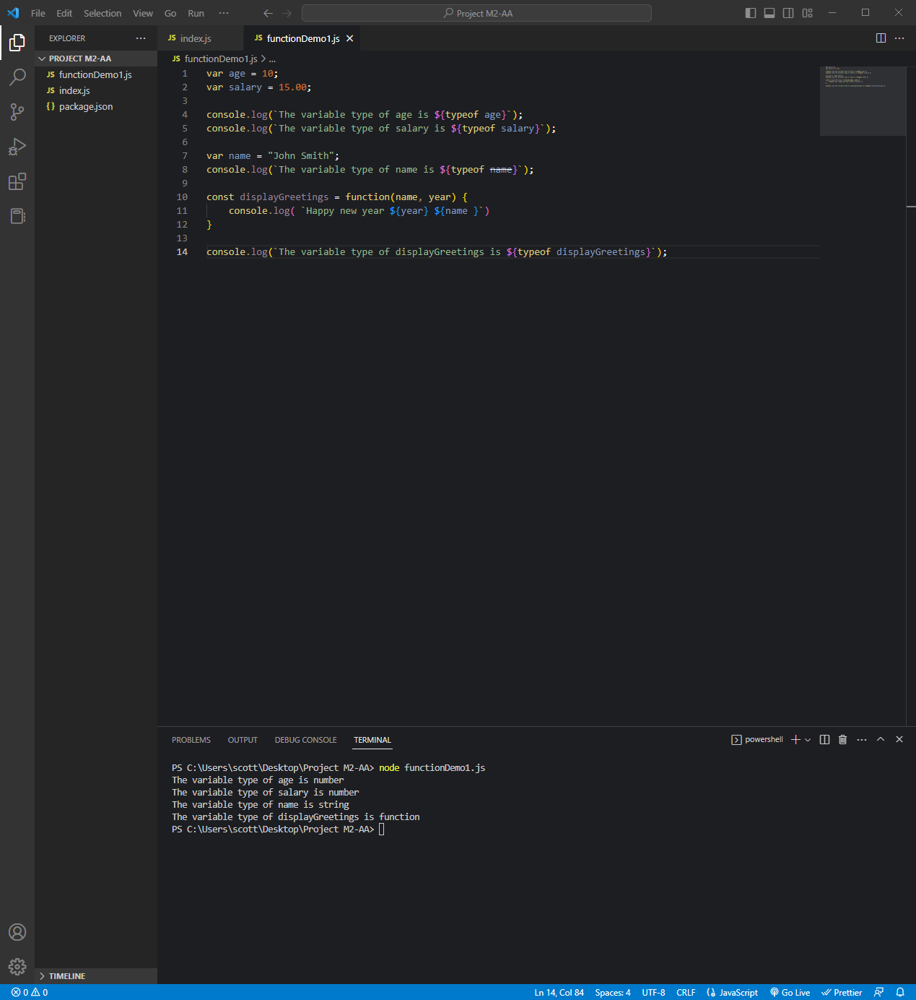 File Edit Selection View Go Run ··· Project M2-AA
EXPLORER ···
PROJECT M2-AA
JS functionDemo1.js
JS index.js
{} package.json
TIMELINE
JS index.js JS functionDemo1.js
JS functionDemo1.js > ...
1 var age = 10;
2 var salary = 15.00;
3
4 console.log(`The variable type of age is ${typeof age}`);
5 console.log(`The variable type of salary is ${typeof salary}`);
6
7 var name = "John Smith";
8 console.log(`The variable type of name is ${typeof name}`);
9
10 const displayGreetings = function(name, year) {
11 console.log( `Happy new year ${year} ${name }`)
12 }
13
14 console.log(`The variable type of displayGreetings is ${typeof displayGreetings}`);
PROBLEMS OUTPUT DEBUG CONSOLE TERMINAL powershell
PS C:\Users\scott\Desktop\Project M2-AA> node functionDemo1.js
The variable type of age is number
The variable type of salary is number
The variable type of name is string
The variable type of displayGreetings is function
PS C:\Users\scott\Desktop\Project M2-AA>
0 0 Ln 14, Col 84 Spaces: 4 UTF-8 CRLF JavaScript Go Live Prettier